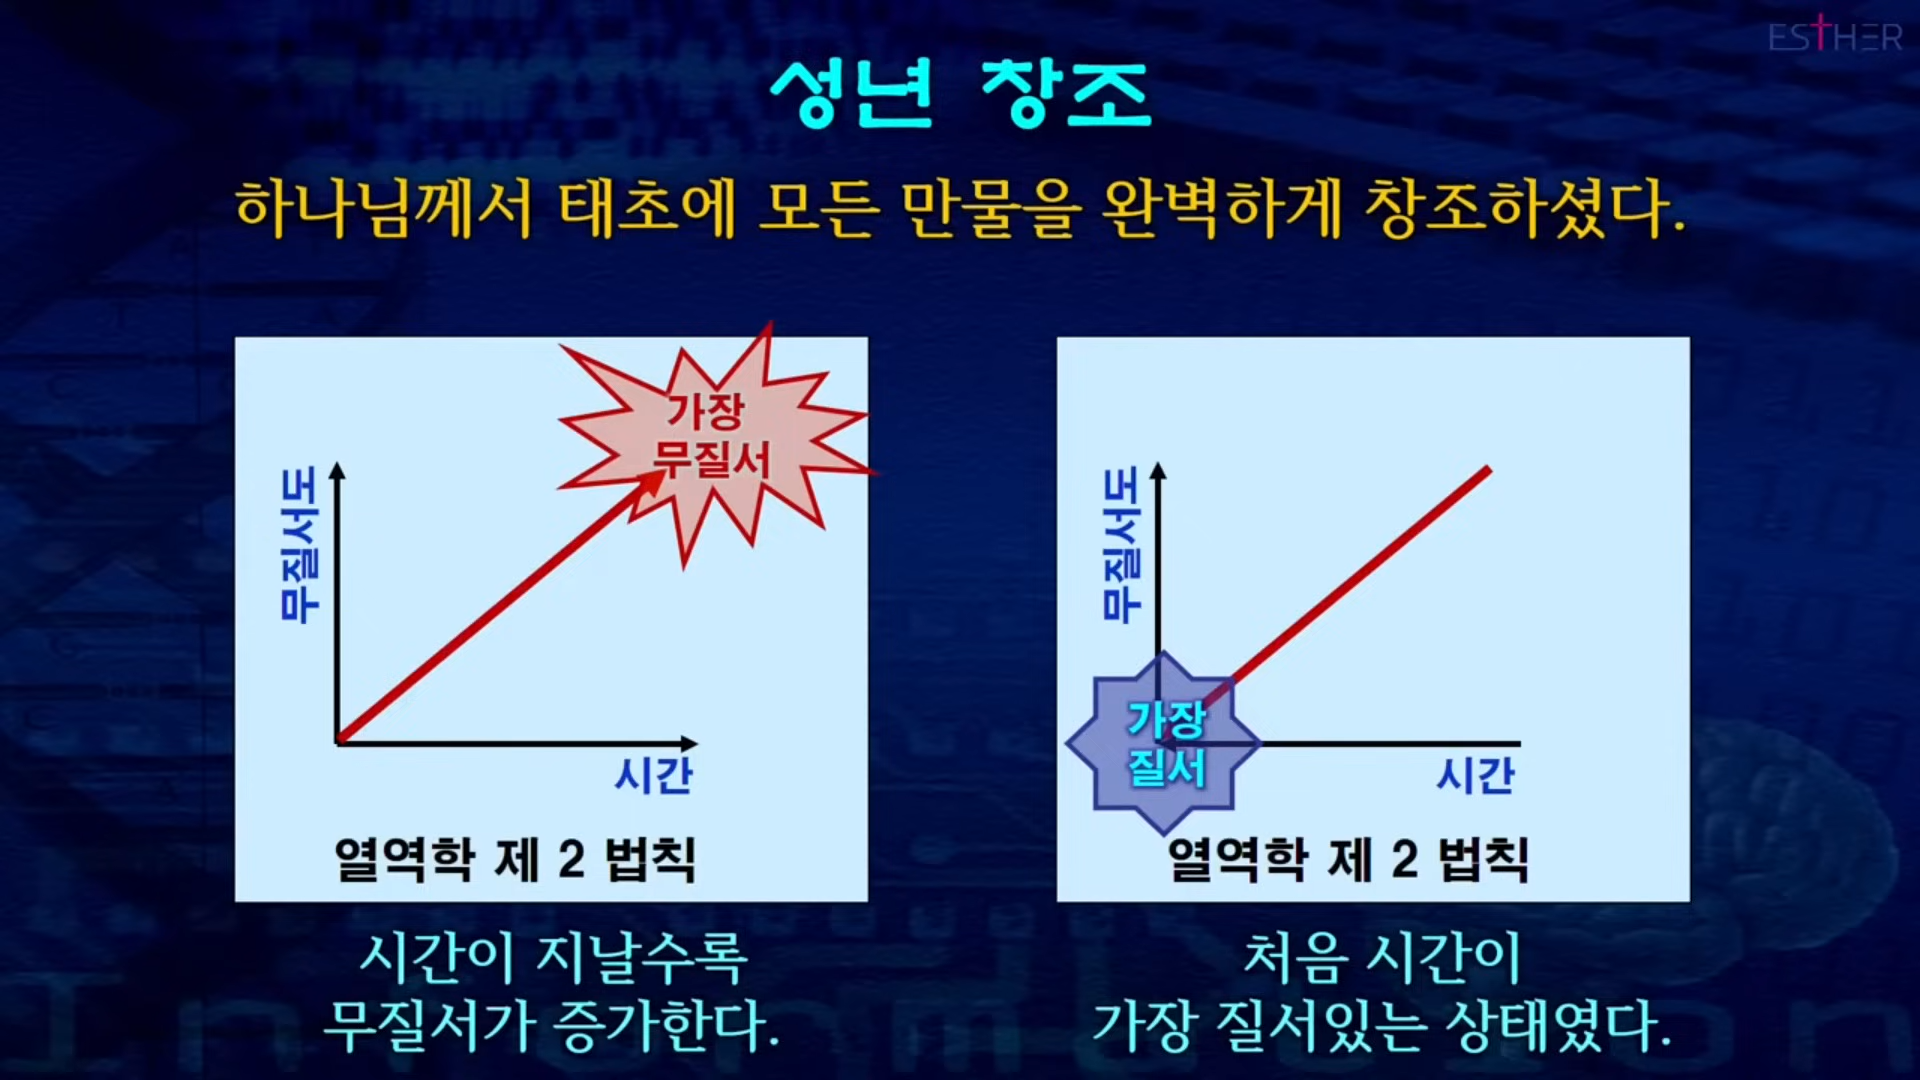 ESTHER
성년 창조
하나님께서 태초에 모든 만물을 완벽하게 창조하셨다.
가장
무질서
무질서도
시간
열역학 제 2 법칙
시간이 지날수록
무질서가 증가한다.
무질서도
가장
질서
시간
열역학 제 2 법칙
처음 시간이
가장 질서있는 상태였다.